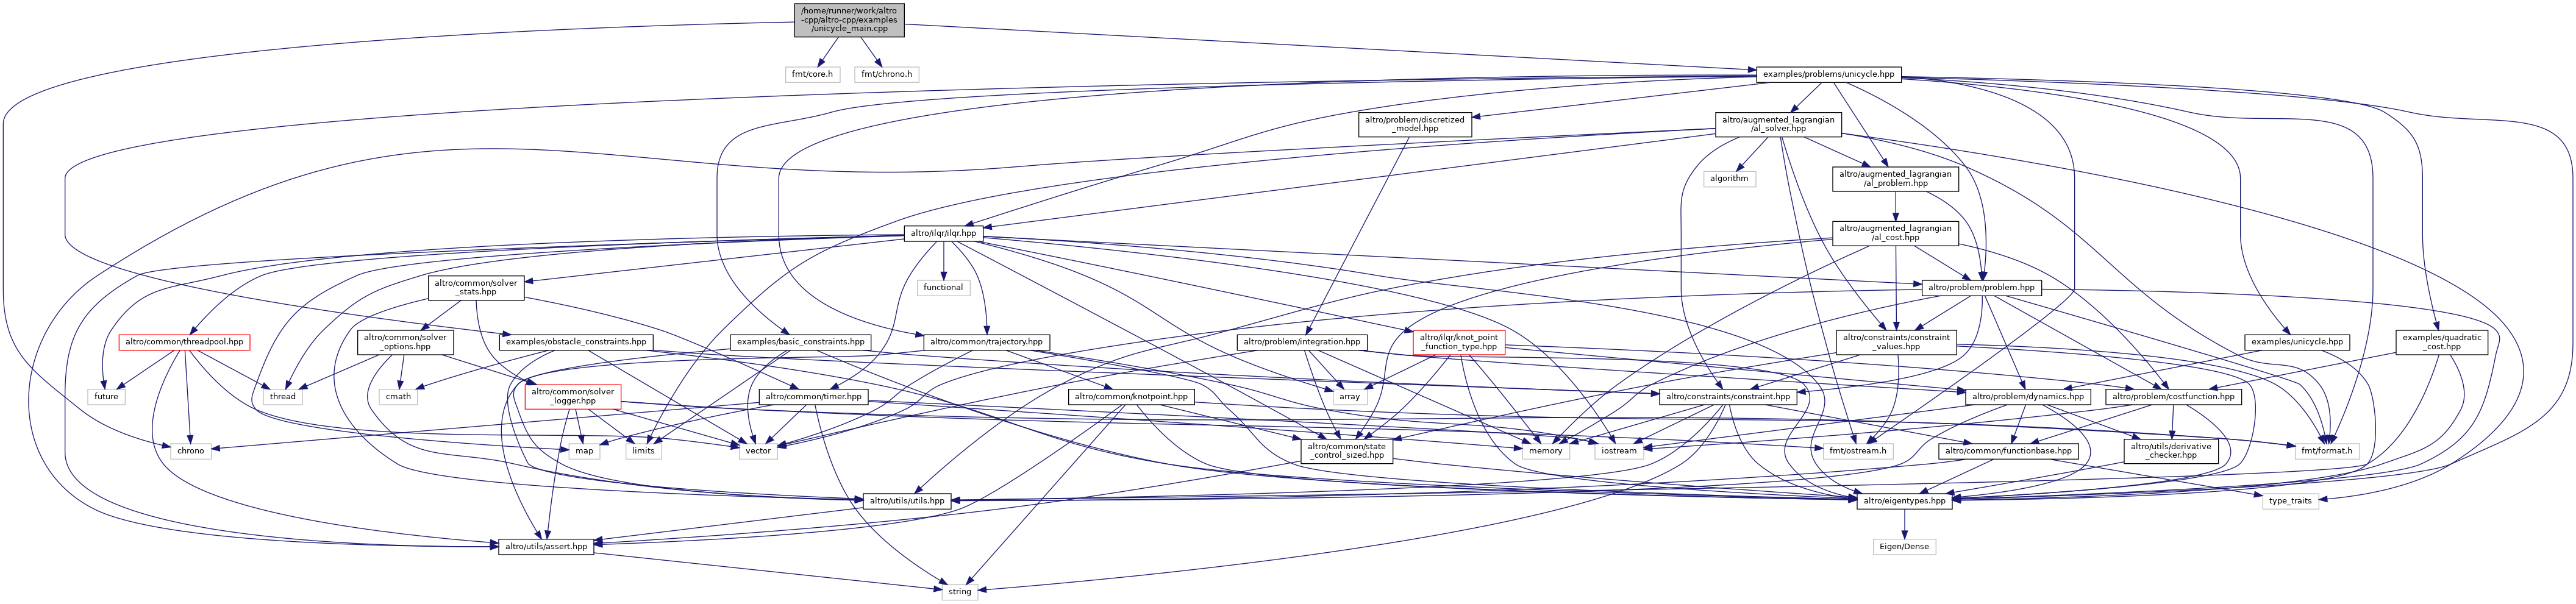 /home/runner/work/altro
-cpp/altro-cpp/examples
/unicycle_main.cpp
fmt/core.h
fmt/chrono.h
examples/problems/unicycle.hpp
altro/problem/discretized
_model.hpp
altro/augmented_lagrangian
/al_solver.hpp
algorithm
altro/augmented_lagrangian
/al_problem.hpp
altro/ilqr/ilqr.hpp
altro/augmented_lagrangian
/al_cost.hpp
altro/common/solver
_stats.hpp
functional
altro/problem/problem.hpp
altro/common/threadpool.hpp
altro/common/solver
_options.hpp
examples/obstacle_constraints.hpp
examples/basic_constraints.hpp
altro/common/trajectory.hpp
altro/problem/integration.hpp
altro/ilqr/knot_point
_function_type.hpp
altro/constraints/constraint
_values.hpp
examples/unicycle.hpp
examples/quadratic
_cost.hpp
future
thread
cmath
altro/common/solver
_logger.hpp
altro/common/timer.hpp
altro/common/knotpoint.hpp
array
altro/constraints/constraint.hpp
altro/problem/dynamics.hpp
altro/problem/costfunction.hpp
chrono
map
limits
vector
altro/common/state
_control_sized.hpp
memory
iostream
fmt/ostream.h
altro/common/functionbase.hpp
altro/utils/derivative
_checker.hpp
fmt/format.h
altro/utils/utils.hpp
altro/eigentypes.hpp
type_traits
altro/utils/assert.hpp
Eigen/Dense
string